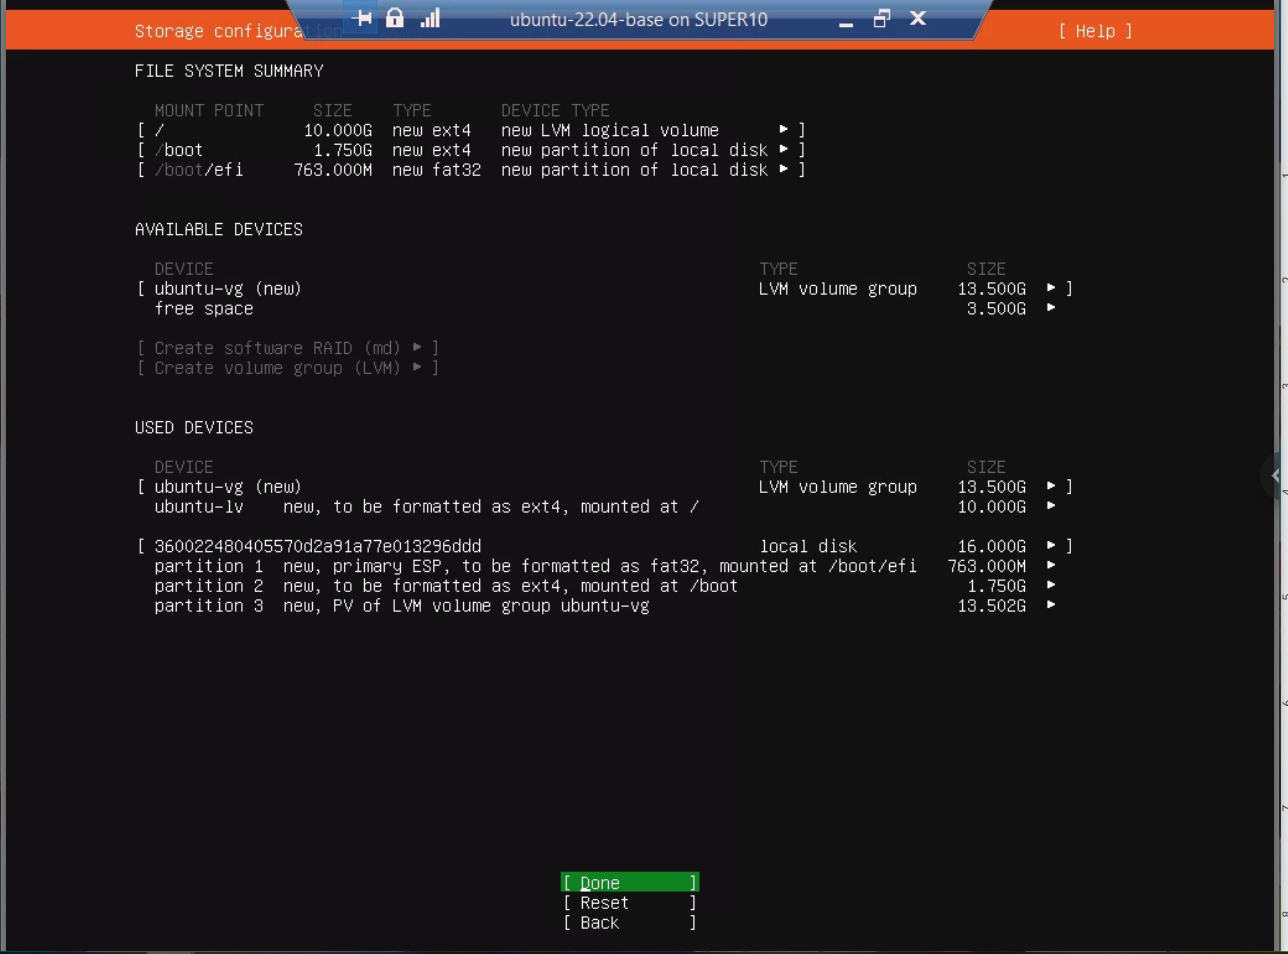 ubuntu-22.04-base on SUPER10
Storage configura [ Help ]
FILE SYSTEM SUMMARY
MOUNT POINT SIZE TYPE DEVICE TYPE
[ / 10.000G new ext4 new LVM logical volume ▸ ]
[ /boot 1.750G new ext4 new partition of local disk ▸ ]
[ /boot/efi 763.000M new fat32 new partition of local disk ▸ ]
AVAILABLE DEVICES
DEVICE TYPE SIZE
[ ubuntu-vg (new) LVM volume group 13.500G ▸ ]
free space 3.500G ▸
[ Create software RAID (md) ▸ ]
[ Create volume group (LVM) ▸ ]
USED DEVICES
DEVICE TYPE SIZE
[ ubuntu-vg (new) LVM volume group 13.500G ▸ ]
ubuntu-lv new, to be formatted as ext4, mounted at / 10.000G ▸
[ 360022480405570d2a91a77e013296ddd local disk 16.000G ▸ ]
partition 1 new, primary ESP, to be formatted as fat32, mounted at /boot/efi 763.000M ▸
partition 2 new, to be formatted as ext4, mounted at /boot 1.750G ▸
partition 3 new, PV of LVM volume group ubuntu-vg 13.502G ▸
[ Done ]
[ Reset ]
[ Back ]